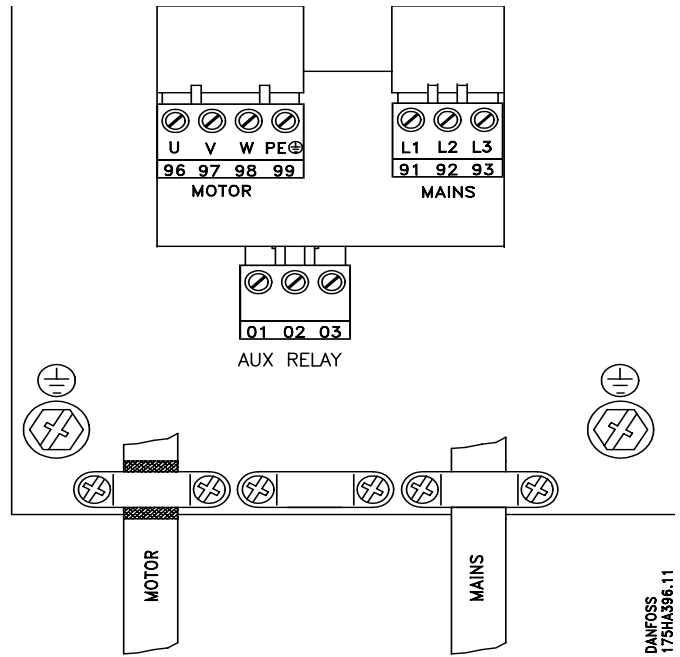 U V W PE
96 97 98 99
MOTOR
L1 L2 L3
91 92 93
MAINS
01 02 03
AUX RELAY
MOTOR
MAINS
DANFOSS
175HA396.11